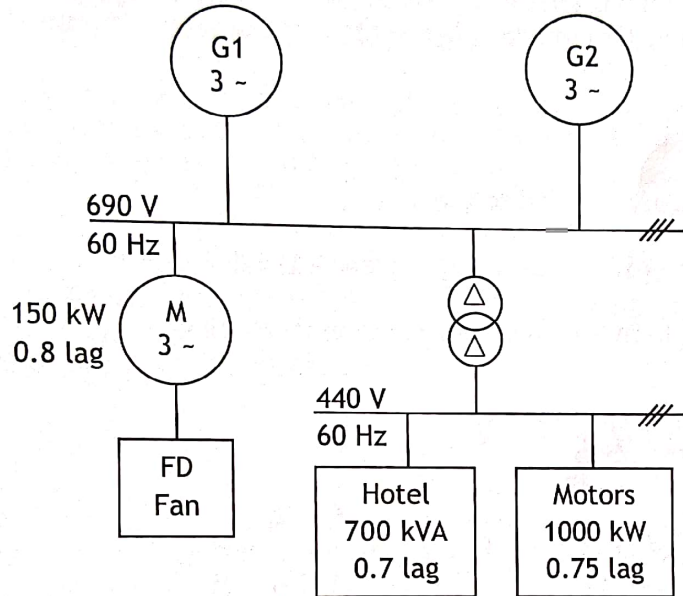 G1
3 ~
G2
3 ~
690 V
60 Hz
150 kW
0.8 lag
M
3 ~
440 V
60 Hz
FD
Fan
Hotel
700 kVA
0.7 lag
Motors
1000 kW
0.75 lag